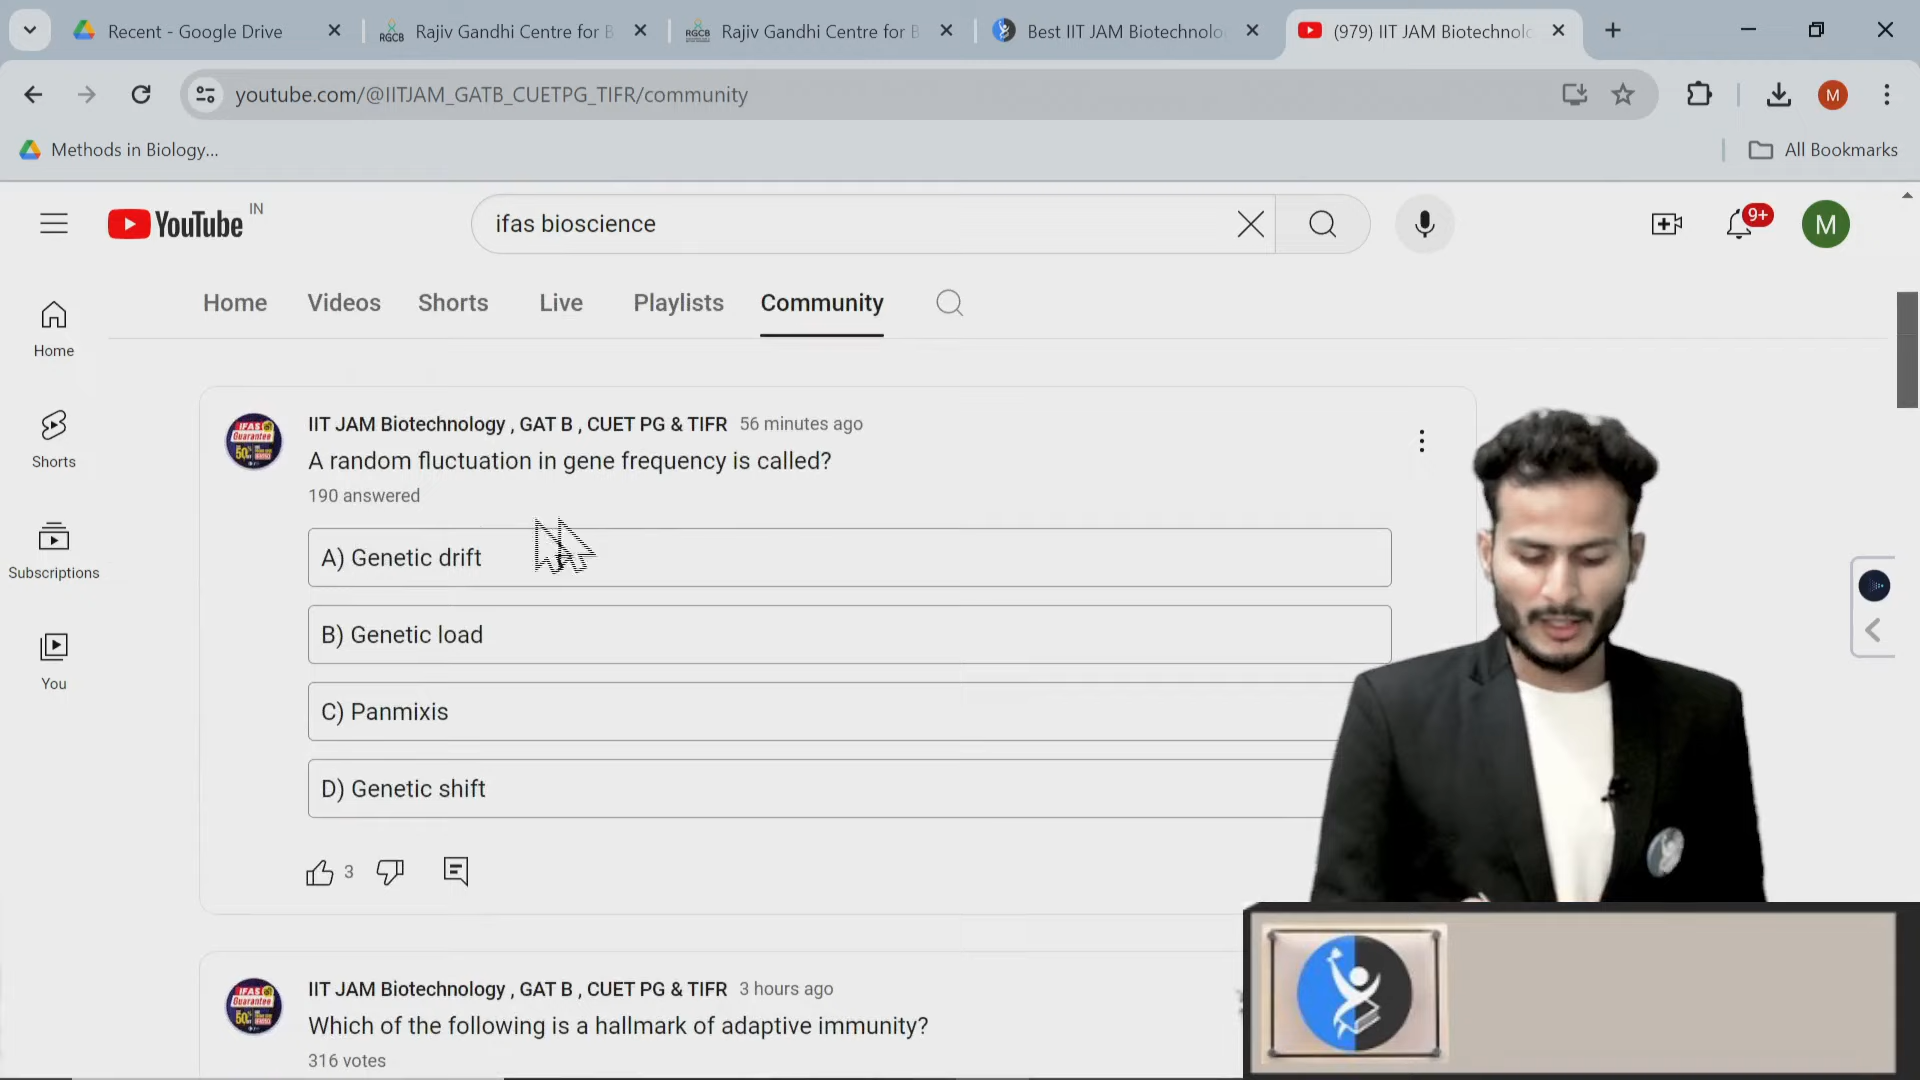 Recent - Google Drive
Rajiv Gandhi Centre for B
Rajiv Gandhi Centre for B
Best IIT JAM Biotechnolo
(979) IIT JAM Biotechnolo
youtube.com/@IITJAM_GATB_CUETPG_TIFR/community
M
Methods in Biology...
All Bookmarks
YouTube
IN
ifas bioscience
9+
M
Home
Videos
Shorts
Live
Playlists
Community
Home
Shorts
Subscriptions
You
IIT JAM Biotechnology , GAT B , CUET PG & TIFR 56 minutes ago
A random fluctuation in gene frequency is called?
190 answered
A) Genetic drift
B) Genetic load
C) Panmixis
D) Genetic shift
3
IIT JAM Biotechnology , GAT B , CUET PG & TIFR 3 hours ago
Which of the following is a hallmark of adaptive immunity?
316 votes